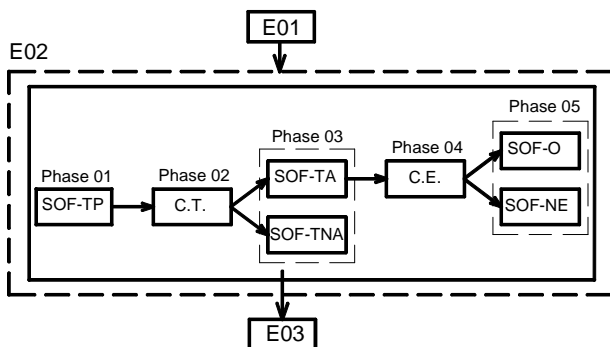 E01
E02
Phase 05
Phase 03
Phase 04
SOF-O
Phase 01
Phase 02
SOF-TA
C.E.
SOF-TP
C.T.
SOF-NE
SOF-TNA
E03